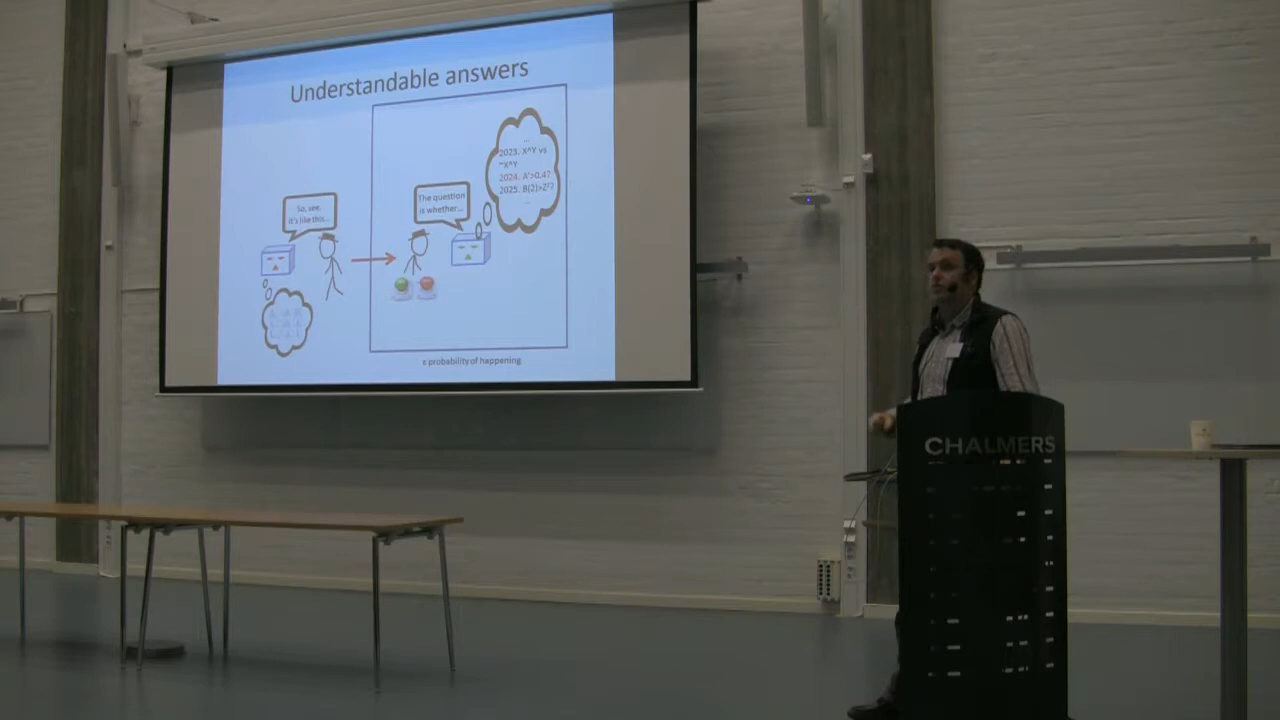 Understandable answers
So, see,
it's like this...
The question
is whether...
...
2023. X^Y vs
¬X^Y
2024. A'>0.4?
...
ε probability of happening
CHALMERS